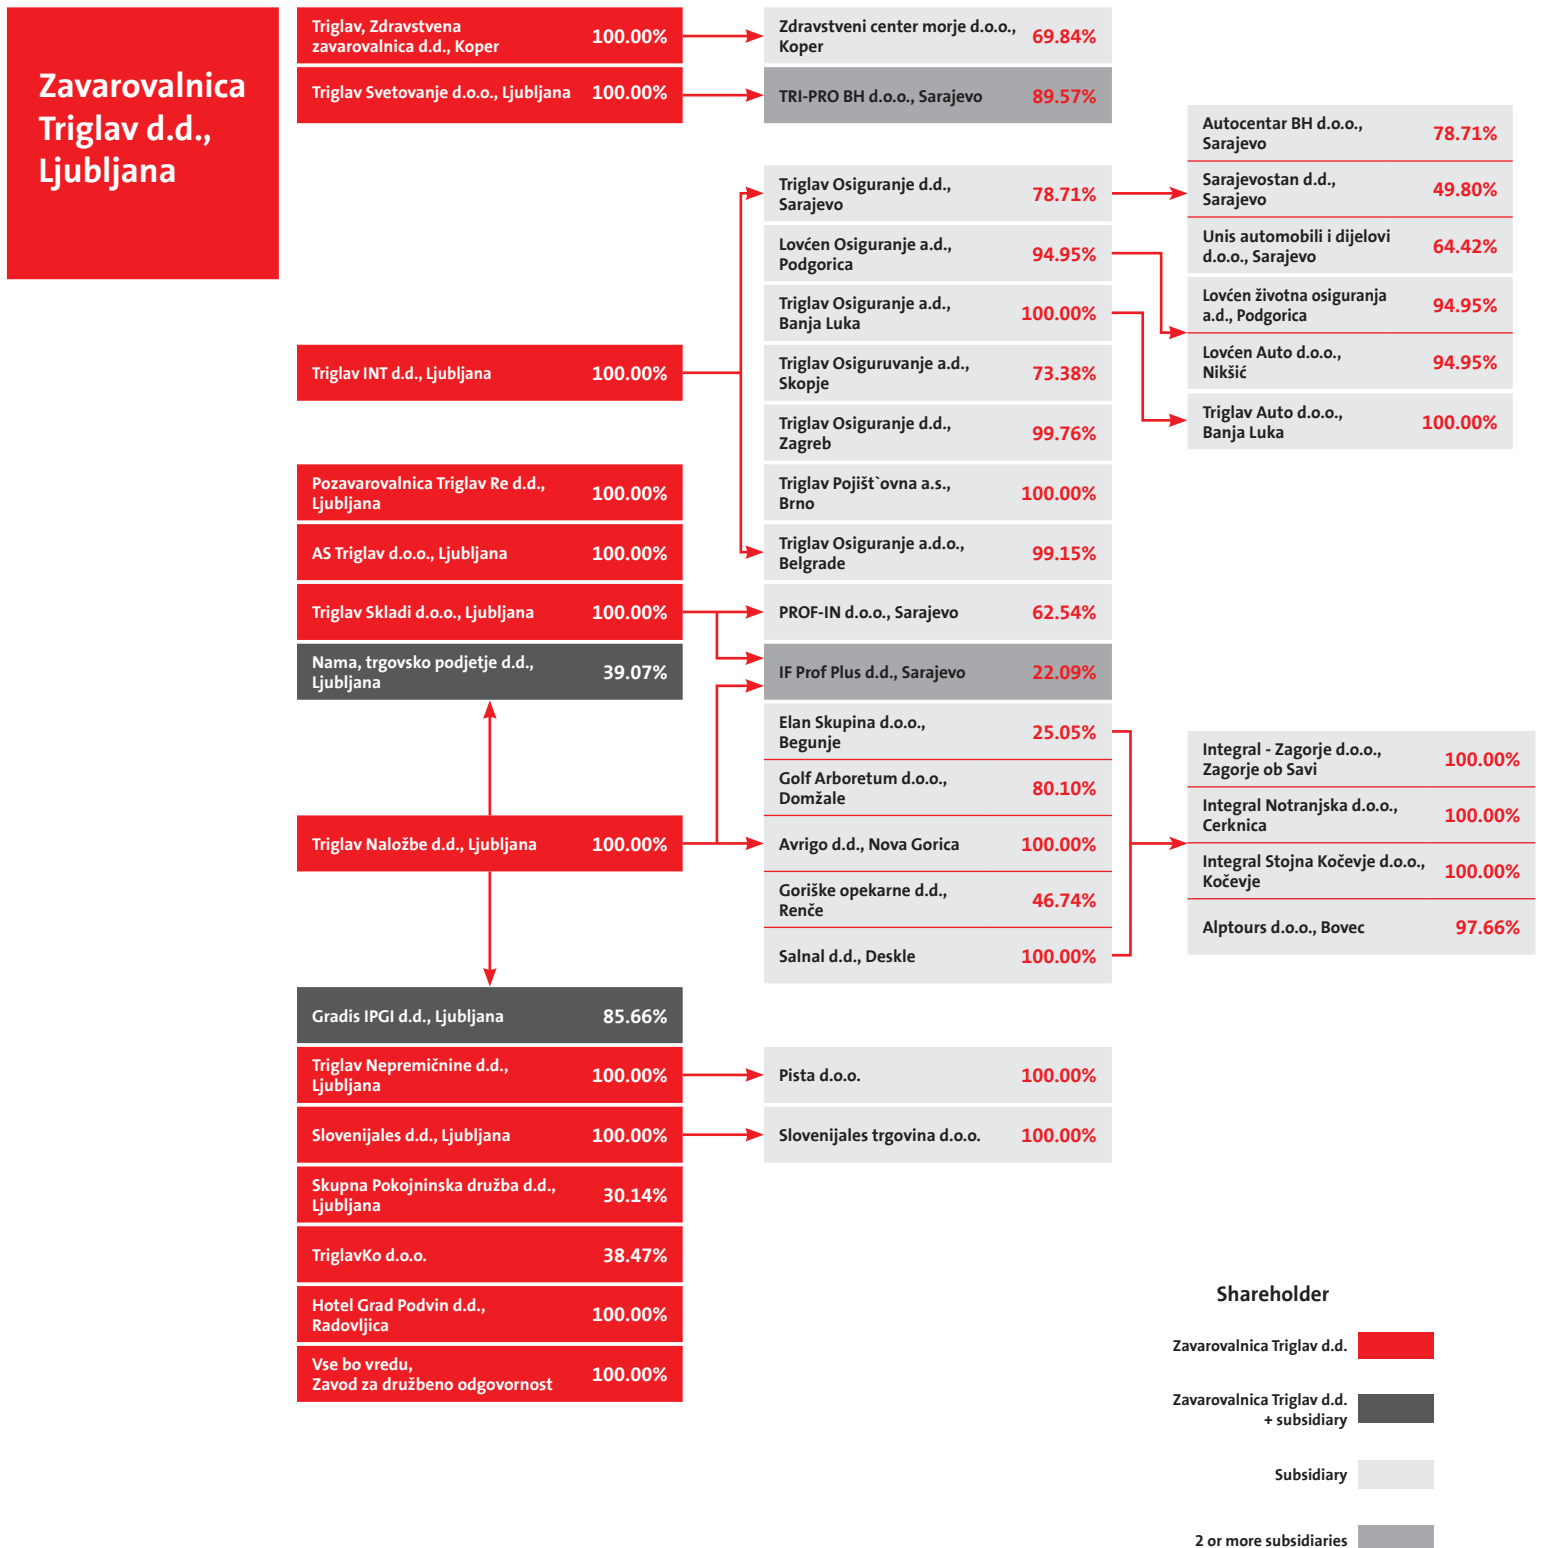 Zavarovalnica
Triglav d.d.,
Ljubljana
Triglav, Zdravstvena
zavarovalnica d.d., Koper
100.00%
Triglav Svetovanje d.o.o., Ljubljana
100.00%
Triglav INT d.d., Ljubljana
100.00%
Pozavarovalnica Triglav Re d.d.,
Ljubljana
100.00%
AS Triglav d.o.o., Ljubljana
100.00%
Triglav Skladi d.o.o., Ljubljana
100.00%
Nama, trgovsko podjetje d.d.,
Ljubljana
39.07%
Triglav Naložbe d.d., Ljubljana
100.00%
Gradis IPGI d.d., Ljubljana
85.66%
Triglav Nepremičnine d.d.,
Ljubljana
100.00%
Slovenijales d.d., Ljubljana
100.00%
Skupna Pokojninska družba d.d.,
Ljubljana
30.14%
TriglavKo d.o.o.
38.47%
Hotel Grad Podvin d.d.,
Radovljica
100.00%
Vse bo vredu,
Zavod za družbeno odgovornost
100.00%
Zdravstveni center morje d.o.o.,
Koper
69.84%
TRI-PRO BH d.o.o., Sarajevo
89.57%
Triglav Osiguranje d.d.,
Sarajevo
78.71%
Lovćen Osiguranje a.d.,
Podgorica
94.95%
Triglav Osiguranje a.d.,
Banja Luka
100.00%
Triglav Osiguruvanje a.d.,
Skopje
73.38%
Triglav Osiguranje d.d.,
Zagreb
99.76%
Triglav Pojišt`ovna a.s.,
Brno
100.00%
Triglav Osiguranje a.d.o.,
Belgrade
99.15%
PROF-IN d.o.o., Sarajevo
62.54%
IF Prof Plus d.d., Sarajevo
22.09%
Elan Skupina d.o.o.,
Begunje
25.05%
Golf Arboretum d.o.o.,
Domžale
80.10%
Avrigo d.d., Nova Gorica
100.00%
Goriške opekarne d.d.,
Renče
46.74%
Salnal d.d., Deskle
100.00%
Pista d.o.o.
100.00%
Slovenijales trgovina d.o.o.
100.00%
Autocentar BH d.o.o.,
Sarajevo
78.71%
Sarajevostan d.d.,
Sarajevo
49.80%
Unis automobili i dijelovi
d.o.o., Sarajevo
64.42%
Lovćen životna osiguranja
a.d., Podgorica
94.95%
Lovćen Auto d.o.o.,
Nikšić
94.95%
Triglav Auto d.o.o.,
Banja Luka
100.00%
Integral - Zagorje d.o.o.,
Zagorje ob Savi
100.00%
Integral Notranjska d.o.o.,
Cerknica
100.00%
Integral Stojna Kočevje d.o.o.,
Kočevje
100.00%
Alptours d.o.o., Bovec
97.66%
Shareholder
Zavarovalnica Triglav d.d.
Zavarovalnica Triglav d.d.
+ subsidiary
Subsidiary
2 or more subsidiaries